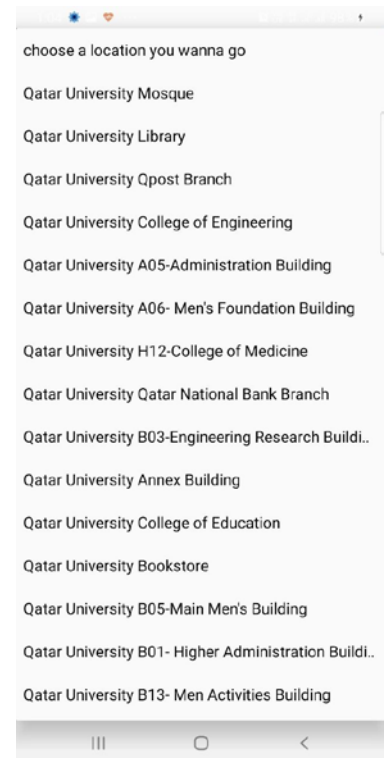 choose a location you wanna go
Qatar University Mosque
Qatar University Library
Qatar University Qpost Branch
Qatar University College of Engineering
Qatar University A05-Administration Building
Qatar University A06- Men's Foundation Building
Qatar University H12-College of Medicine
Qatar University Qatar National Bank Branch
Qatar University B03-Engineering Research Buildi..
Qatar University Annex Building
Qatar University College of Education
Qatar University Bookstore
Qatar University B05-Main Men's Building
Qatar University B01- Higher Administration Buildi..
Qatar University B13- Men Activities Building